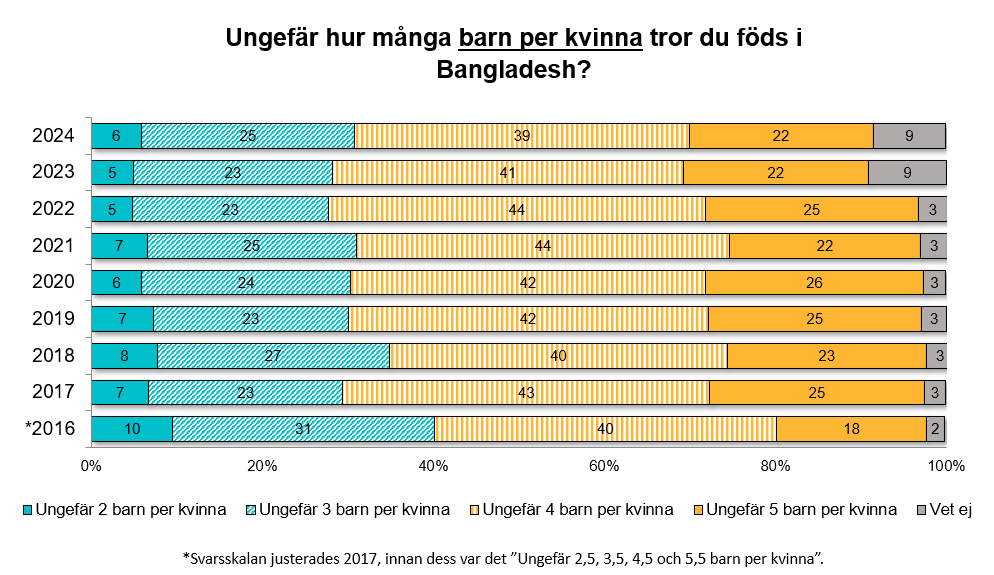 Ungefär hur många barn per kvinna tror du föds i
Bangladesh?
2024 6 25 39 22 9
2023 5 23 41 22 9
2022 5 23 44 25 3
2021 7 25 44 22 3
2020 6 24 42 26 3
2019 7 23 42 25 3
2018 8 27 40 23 3
2017 7 23 43 25 3
*2016 10 31 40 18 2
0% 20% 40% 60% 80% 100%
Ungefär 2 barn per kvinna Ungefär 3 barn per kvinna Ungefär 4 barn per kvinna Ungefär 5 barn per kvinna Vet ej
*Svarsskalan justerades 2017, innan dess var det ”Ungefär 2,5, 3,5, 4,5 och 5,5 barn per kvinna”.